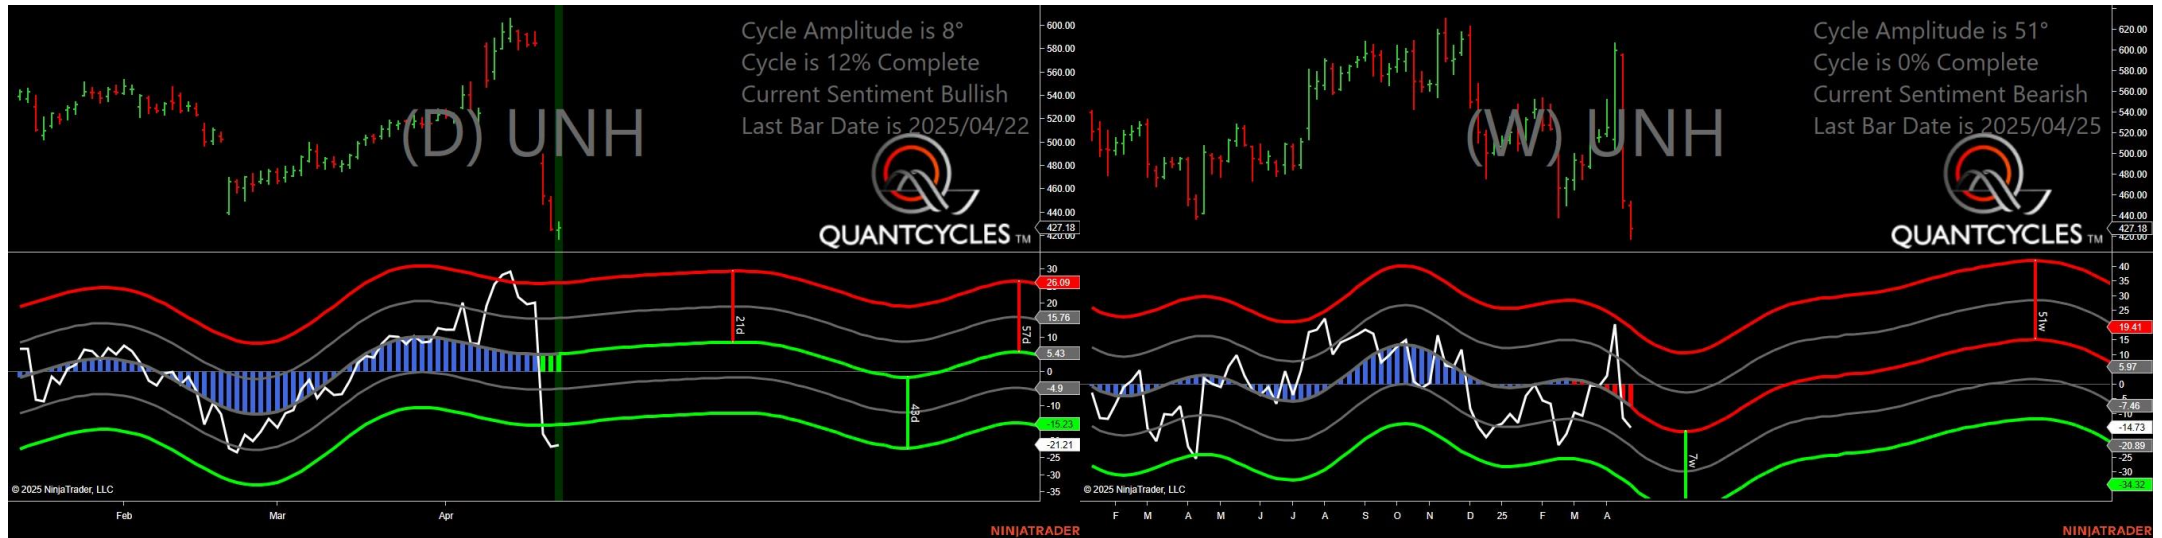 Cycle Amplitude is 8°
Cycle is 12% Complete
Current Sentiment Bullish
Last Bar Date is 2025/04/22
(D) UNH
QUANTCYCLES TM
600.00
580.00
560.00
540.00
520.00
500.00
480.00
460.00
440.00
427.18
420.00
30
26.09
20
15.76
10
5.43
0
-4.9
-10
-15.23
-21.21
-25
-30
-35
21d
43d
57d
© 2025 NinjaTrader, LLC
Feb
Mar
Apr
NINJATRADER
Cycle Amplitude is 51°
Cycle is 0% Complete
Current Sentiment Bearish
Last Bar Date is 2025/04/25
(W) UNH
QUANTCYCLES TM
620.00
600.00
580.00
560.00
540.00
520.00
500.00
480.00
460.00
440.00
427.18
420.00
40
35
30
25
19.41
15
10
5.97
0
-7.46
-10
-14.73
-20.89
-25
-30
-34.32
7w
51w
© 2025 NinjaTrader, LLC
F
M
A
M
J
J
A
S
O
N
D
25
F
M
A
NINJATRADER